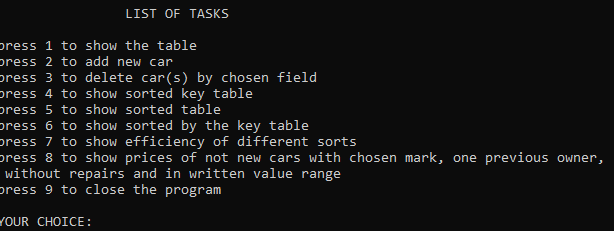 LIST OF TASKS
press 1 to show the table
press 2 to add new car
press 3 to delete car(s) by chosen field
press 4 to show sorted key table
press 5 to show sorted table
press 6 to show sorted by the key table
press 7 to show efficiency of different sorts
press 8 to show prices of not new cars with chosen mark, one previous owner,
without repairs and in written value range
press 9 to close the program
YOUR CHOICE: